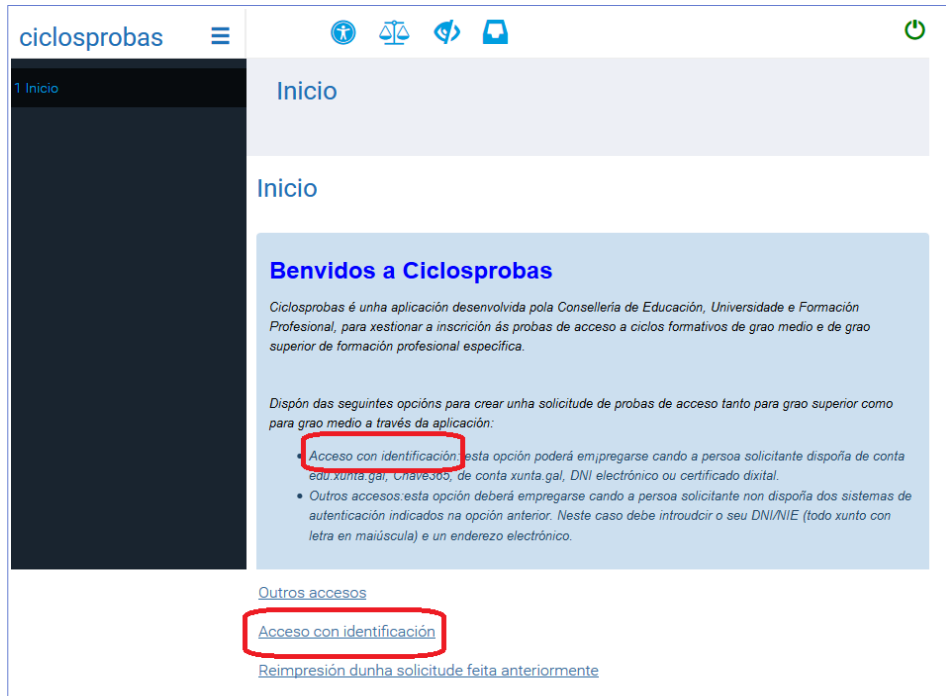 ciclosprobas
1 Inicio
Inicio
Inicio
Benvidos a Ciclosprobas
Ciclosprobas é unha aplicación desenvolvida pola Consellería de Educación, Universidade e Formación
Profesional, para xestionar a inscrición ás probas de acceso a ciclos formativos de grao medio e de grao
superior de formación profesional específica.
Dispón das seguintes opcións para crear unha solicitude de probas de acceso tanto para grao superior como
para grao medio a través da aplicación:
• Acceso con identificación: esta opción poderá em¡pregarse cando a persoa solicitante dispoña de conta
edu.xunta.gal, Chave365, de conta xunta.gal, DNI electrónico ou certificado dixital.
• Outros accesos:esta opción deberá empregarse cando a persoa solicitante non dispoña dos sistemas de
autenticación indicados na opción anterior. Neste caso debe introudcir o seu DNI/NIE (todo xunto con
letra en maiúscula) e un enderezo electrónico.
Outros accesos
Acceso con identificación
Reimpresión dunha solicitude feita anteriormente